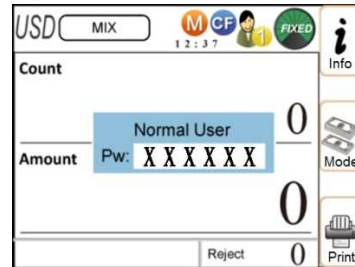 USD MIX M CF 1 FIXED
12:37
Info
Count
0
Normal User
Pw: X X X X X X
Mode
Amount
0
Reject 0
Print